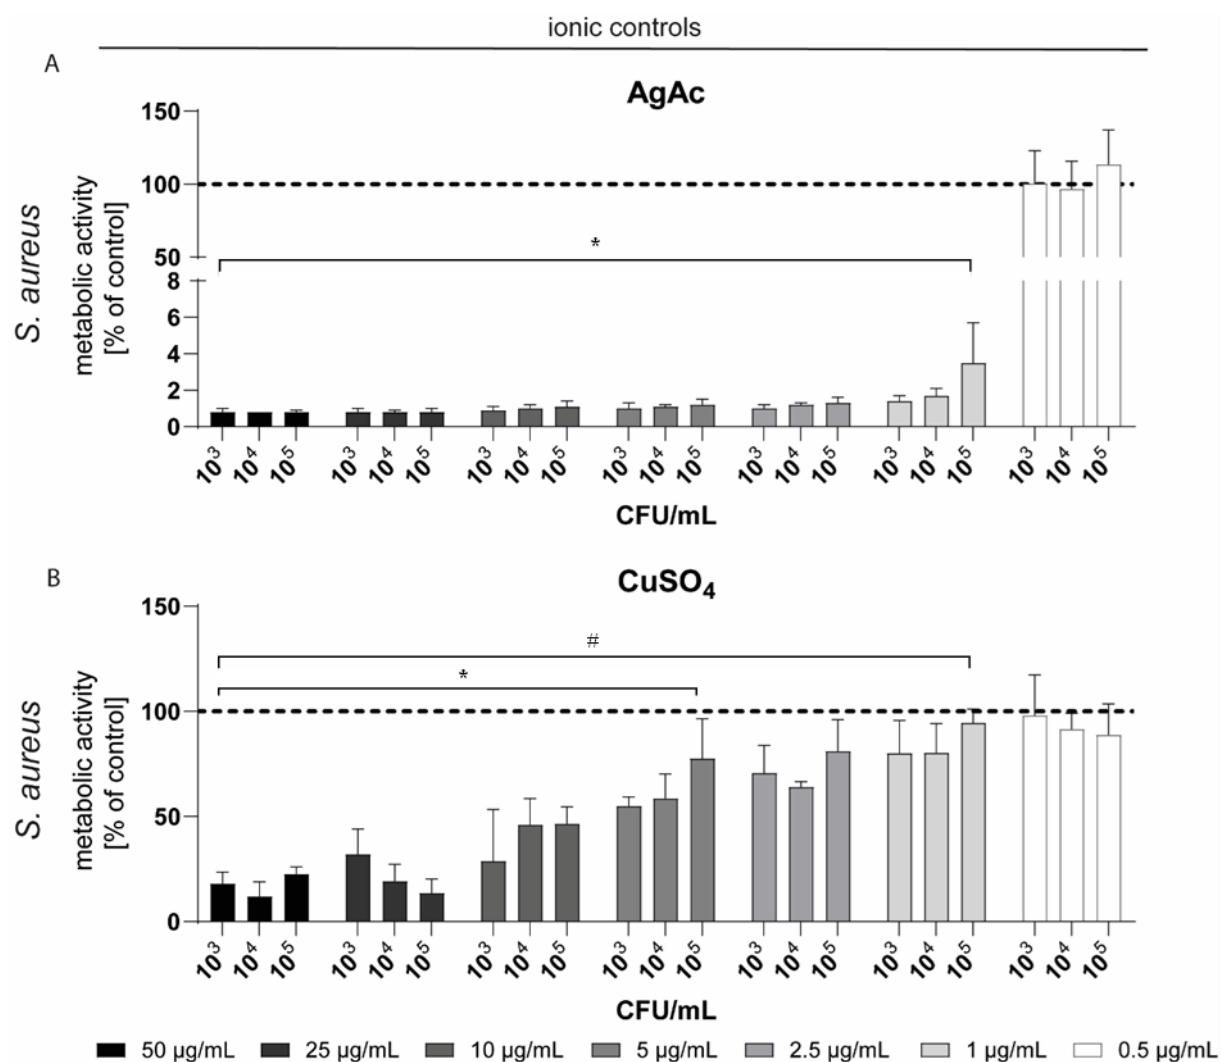 ionic controls
A
AgAc
S. aureus
metabolic activity
[% of control]
150
100
50
8
6
4
2
0
*
10³ 10⁴ 10⁵ 10³ 10⁴ 10⁵ 10³ 10⁴ 10⁵ 10³ 10⁴ 10⁵ 10³ 10⁴ 10⁵ 10³ 10⁴ 10⁵ 10³ 10⁴ 10⁵
CFU/mL
B
CuSO₄
S. aureus
metabolic activity
[% of control]
150
100
50
0
#
*
10³ 10⁴ 10⁵ 10³ 10⁴ 10⁵ 10³ 10⁴ 10⁵ 10³ 10⁴ 10⁵ 10³ 10⁴ 10⁵ 10³ 10⁴ 10⁵ 10³ 10⁴ 10⁵
CFU/mL
50 µg/mL 25 µg/mL 10 µg/mL 5 µg/mL 2.5 µg/mL 1 µg/mL 0.5 µg/mL